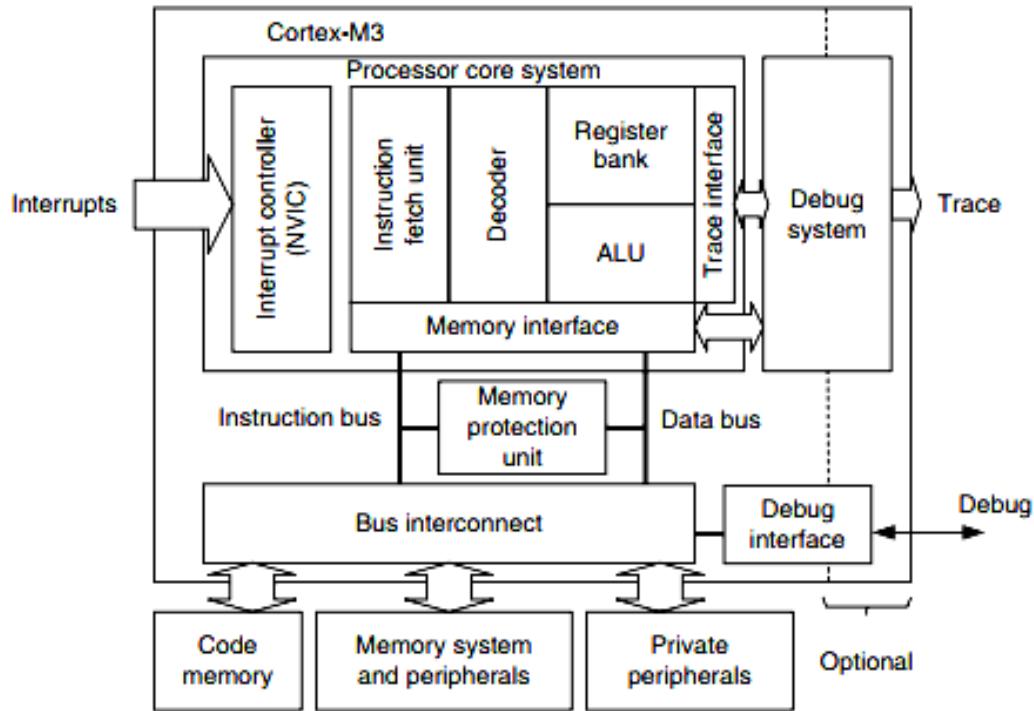 Cortex-M3
Processor core system
Interrupts
Interrupt controller
(NVIC)
Instruction
fetch unit
Decoder
Register
bank
ALU
Trace interface
Memory interface
Debug
system
Trace
Instruction bus
Memory
protection
unit
Data bus
Bus interconnect
Debug
interface
Debug
Code
memory
Memory system
and peripherals
Private
peripherals
Optional